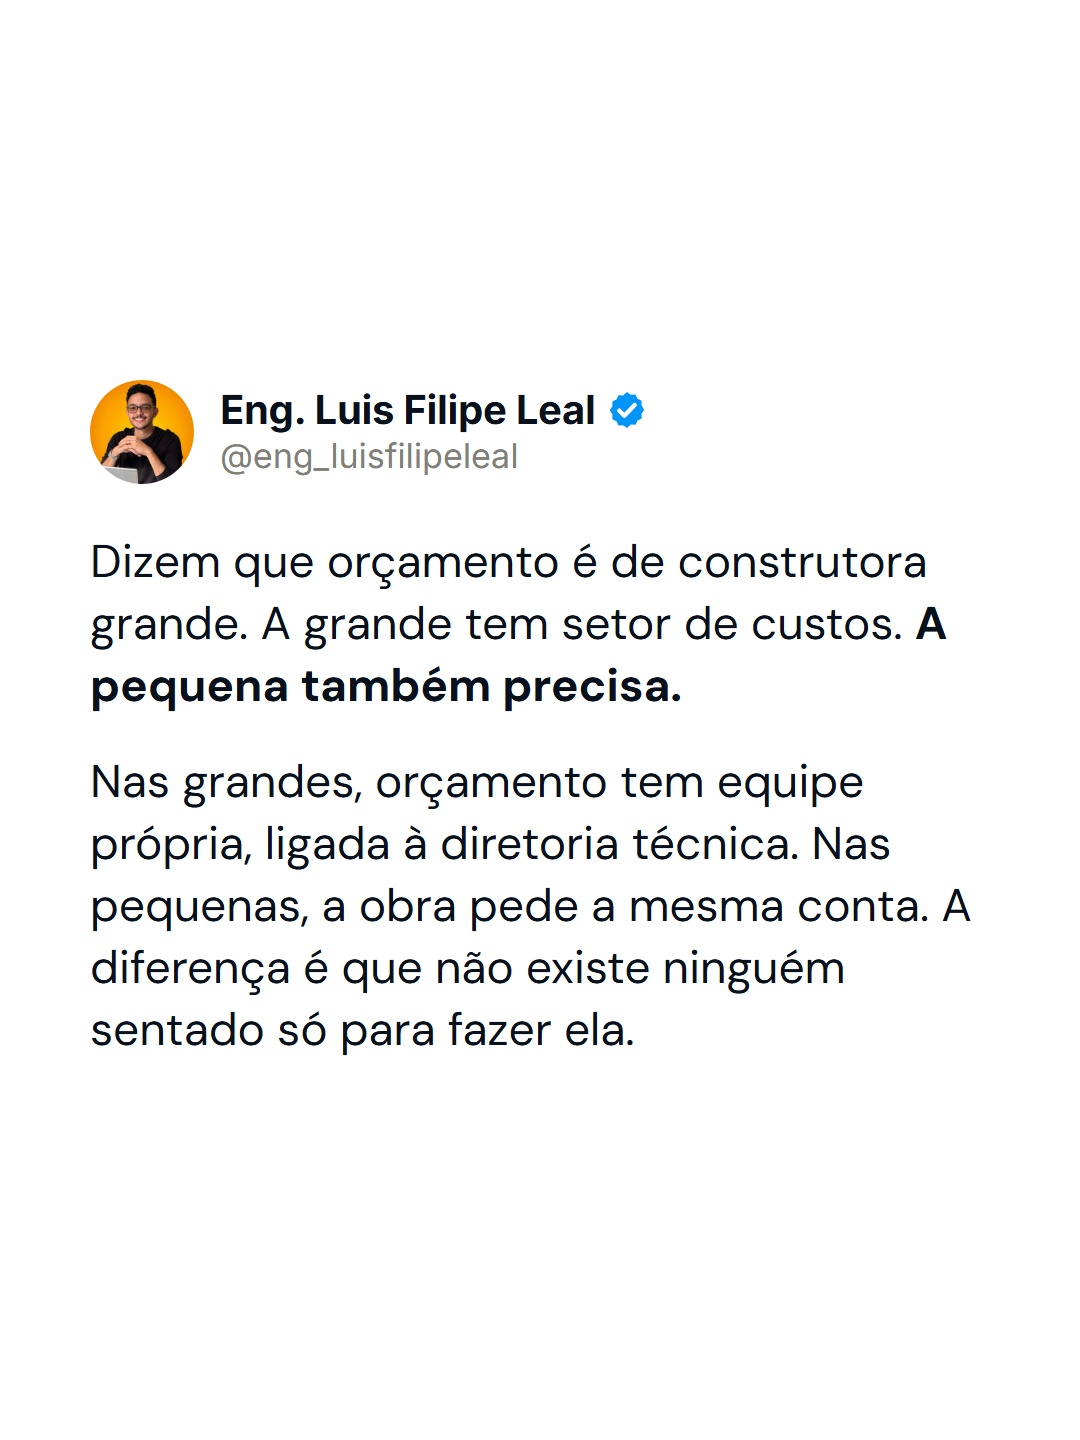 Eng. Luis Filipe Leal
@eng_luisfilipeleal
Dizem que orçamento é de construtora
grande. A grande tem setor de custos. A
pequena também precisa.
Nas grandes, orçamento tem equipe
própria, ligada à diretoria técnica. Nas
pequenas, a obra pede a mesma conta. A
diferença é que não existe ninguém
sentado só para fazer ela.